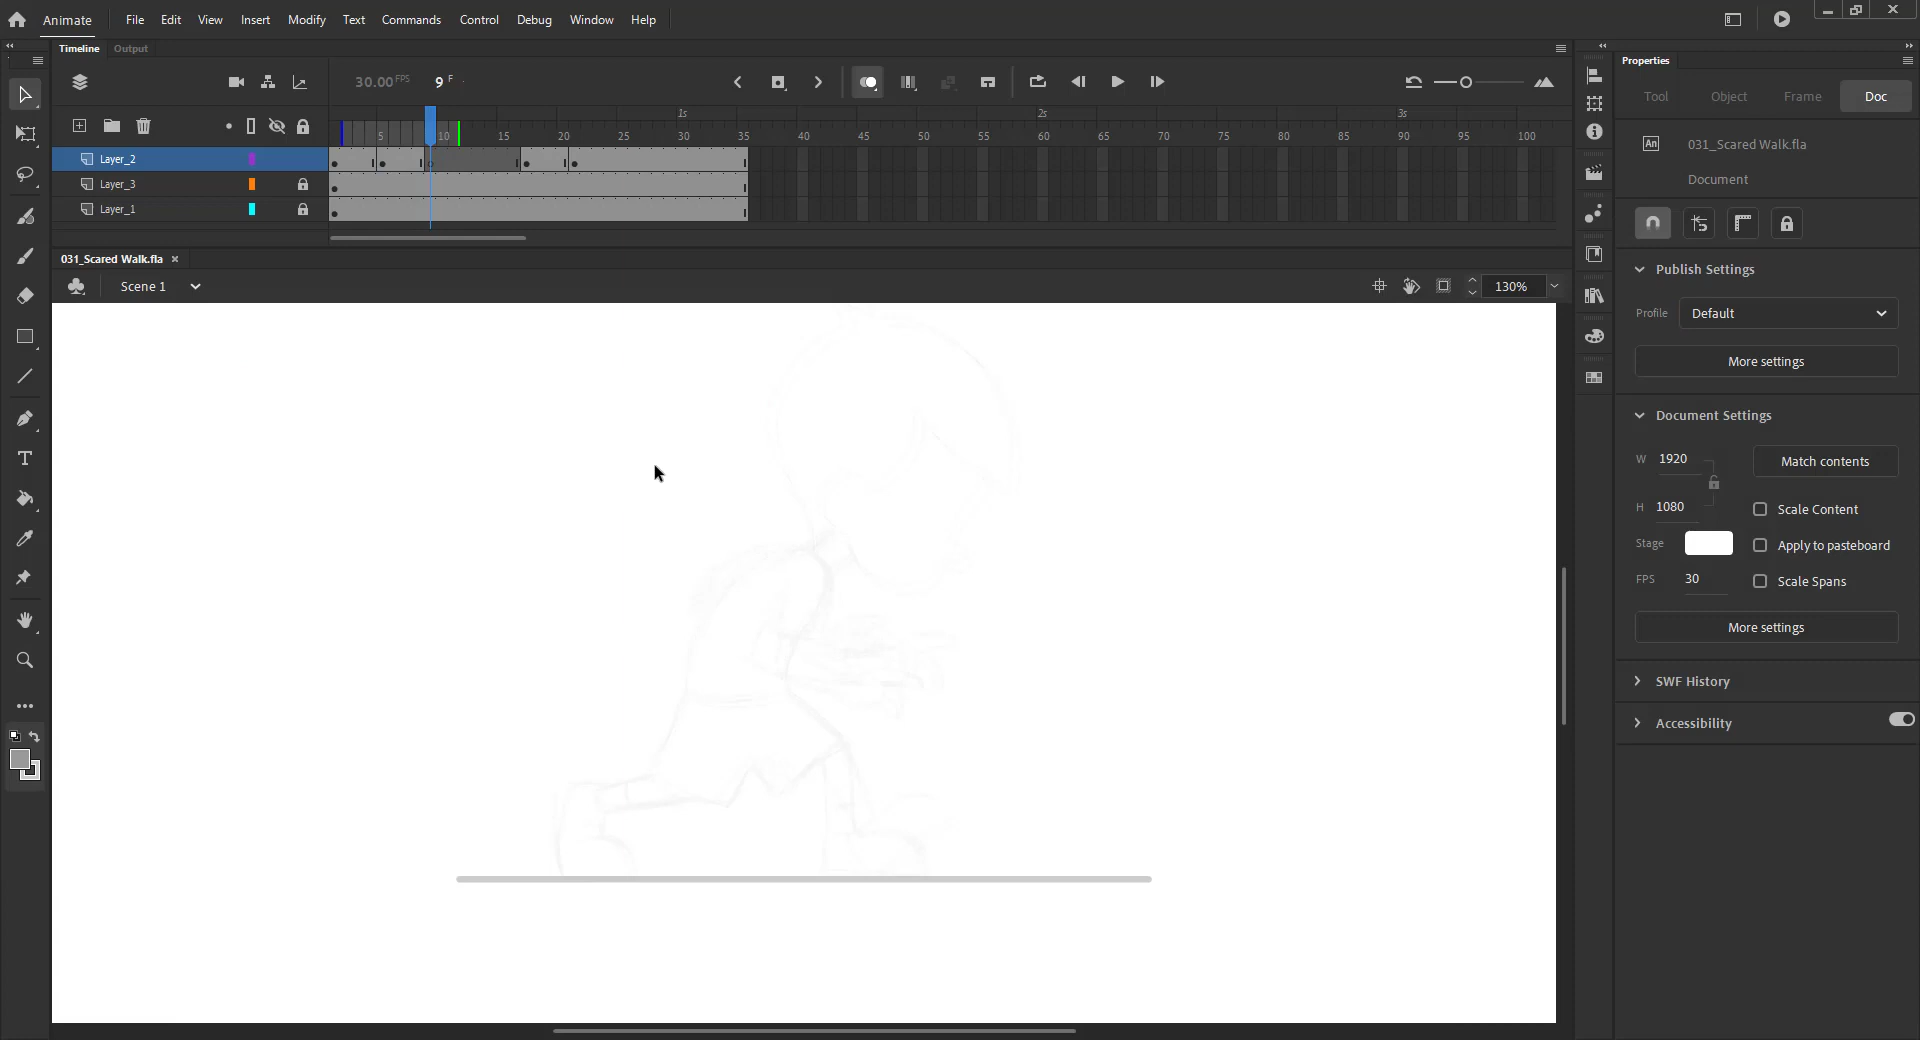 Animate File Edit View Insert Modify Text Commands Control Debug Window Help
Timeline Output
Properties
30.00 FPS 9 F
Tool Object Frame Doc
1s 2s 3s
5 10 15 20 25 30 35 40 45 50 55 60 65 70 75 80 85 90 95 100
Layer_2
Layer_3
Layer_1
An 031_Scared Walk.fla
Document
031_Scared Walk.fla ×
Scene 1 130%
Publish Settings
Profile Default
More settings
Document Settings
W 1920 Match contents
H 1080 Scale Content
Stage Apply to pasteboard
FPS 30 Scale Spans
More settings
SWF History
Accessibility